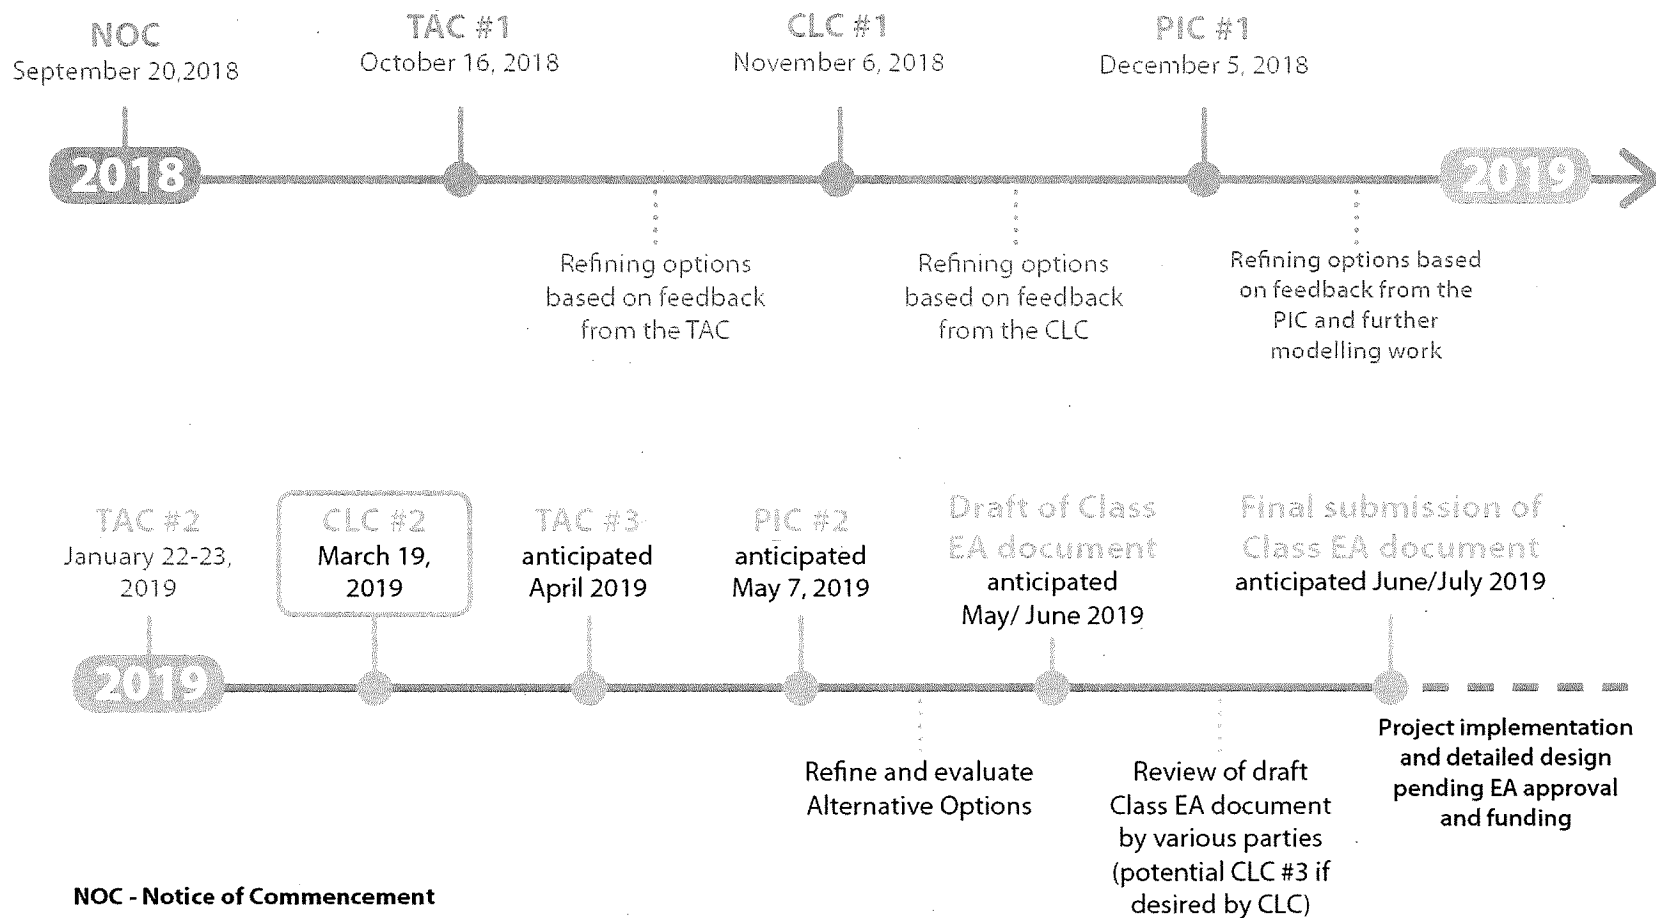 NOC
September 20,2018
TAC #1
October 16, 2018
CLC #1
November 6, 2018
PIC #1
December 5, 2018
2018
2019
Refining options
based on feedback
from the TAC
Refining options
based on feedback
from the CLC
Refining options based
on feedback from the
PIC and further
modelling work
TAC #2
January 22-23,
2019
CLC #2
March 19,
2019
TAC #3
anticipated
April 2019
PIC #2
anticipated
May 7, 2019
Draft of Class
EA document
anticipated
May/ June 2019
Final submission of
Class EA document
anticipated June/July 2019
2019
Refine and evaluate
Alternative Options
Review of draft
Class EA document
by various parties
(potential CLC #3 if
desired by CLC)
Project implementation
and detailed design
pending EA approval
and funding
NOC - Notice of Commencement